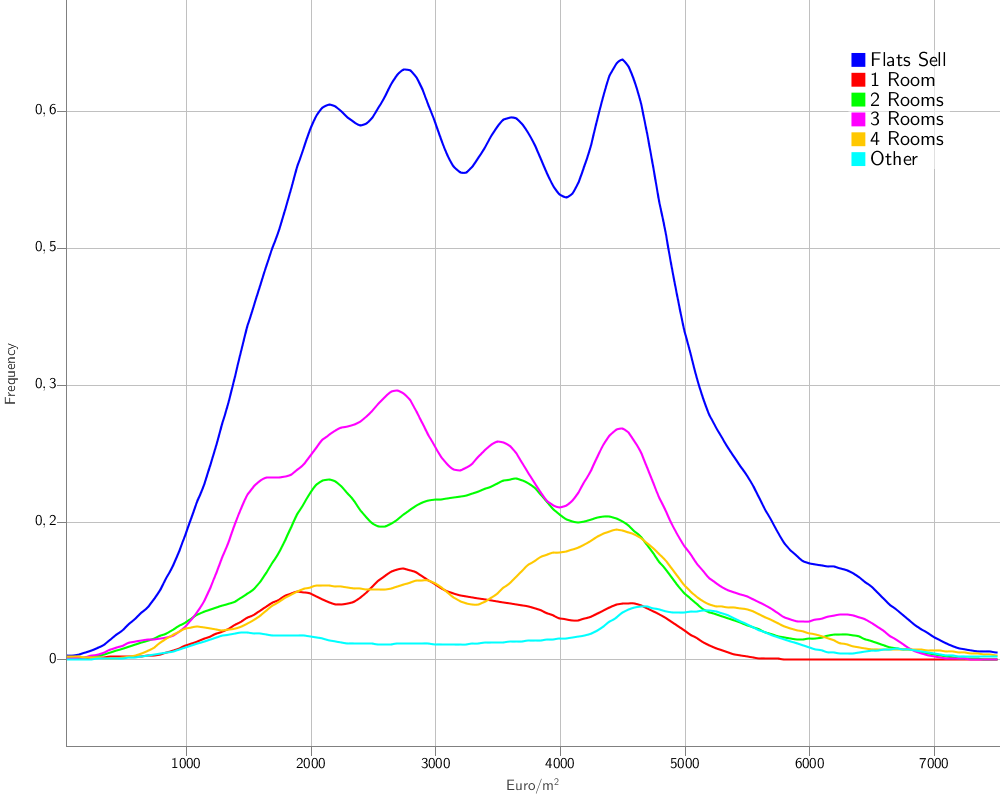 Flats Sell
1 Room
2 Rooms
3 Rooms
4 Rooms
Other
0, 6
0, 5
0, 3
0, 2
0
Frequency
1000 2000 3000 4000 5000 6000 7000
Euro/m²